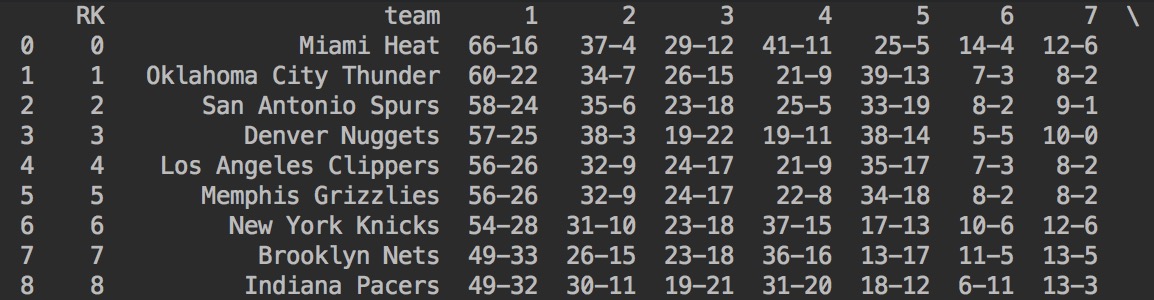 RK team 1 2 3 4 5 6 7 \
0 0 Miami Heat 66-16 37-4 29-12 41-11 25-5 14-4 12-6
1 1 Oklahoma City Thunder 60-22 34-7 26-15 21-9 39-13 7-3 8-2
2 2 San Antonio Spurs 58-24 35-6 23-18 25-5 33-19 8-2 9-1
3 3 Denver Nuggets 57-25 38-3 19-22 19-11 38-14 5-5 10-0
4 4 Los Angeles Clippers 56-26 32-9 24-17 21-9 35-17 7-3 8-2
5 5 Memphis Grizzlies 56-26 32-9 24-17 22-8 34-18 8-2 8-2
6 6 New York Knicks 54-28 31-10 23-18 37-15 17-13 10-6 12-6
7 7 Brooklyn Nets 49-33 26-15 23-18 36-16 13-17 11-5 13-5
8 8 Indiana Pacers 49-32 30-11 19-21 31-20 18-12 6-11 13-3